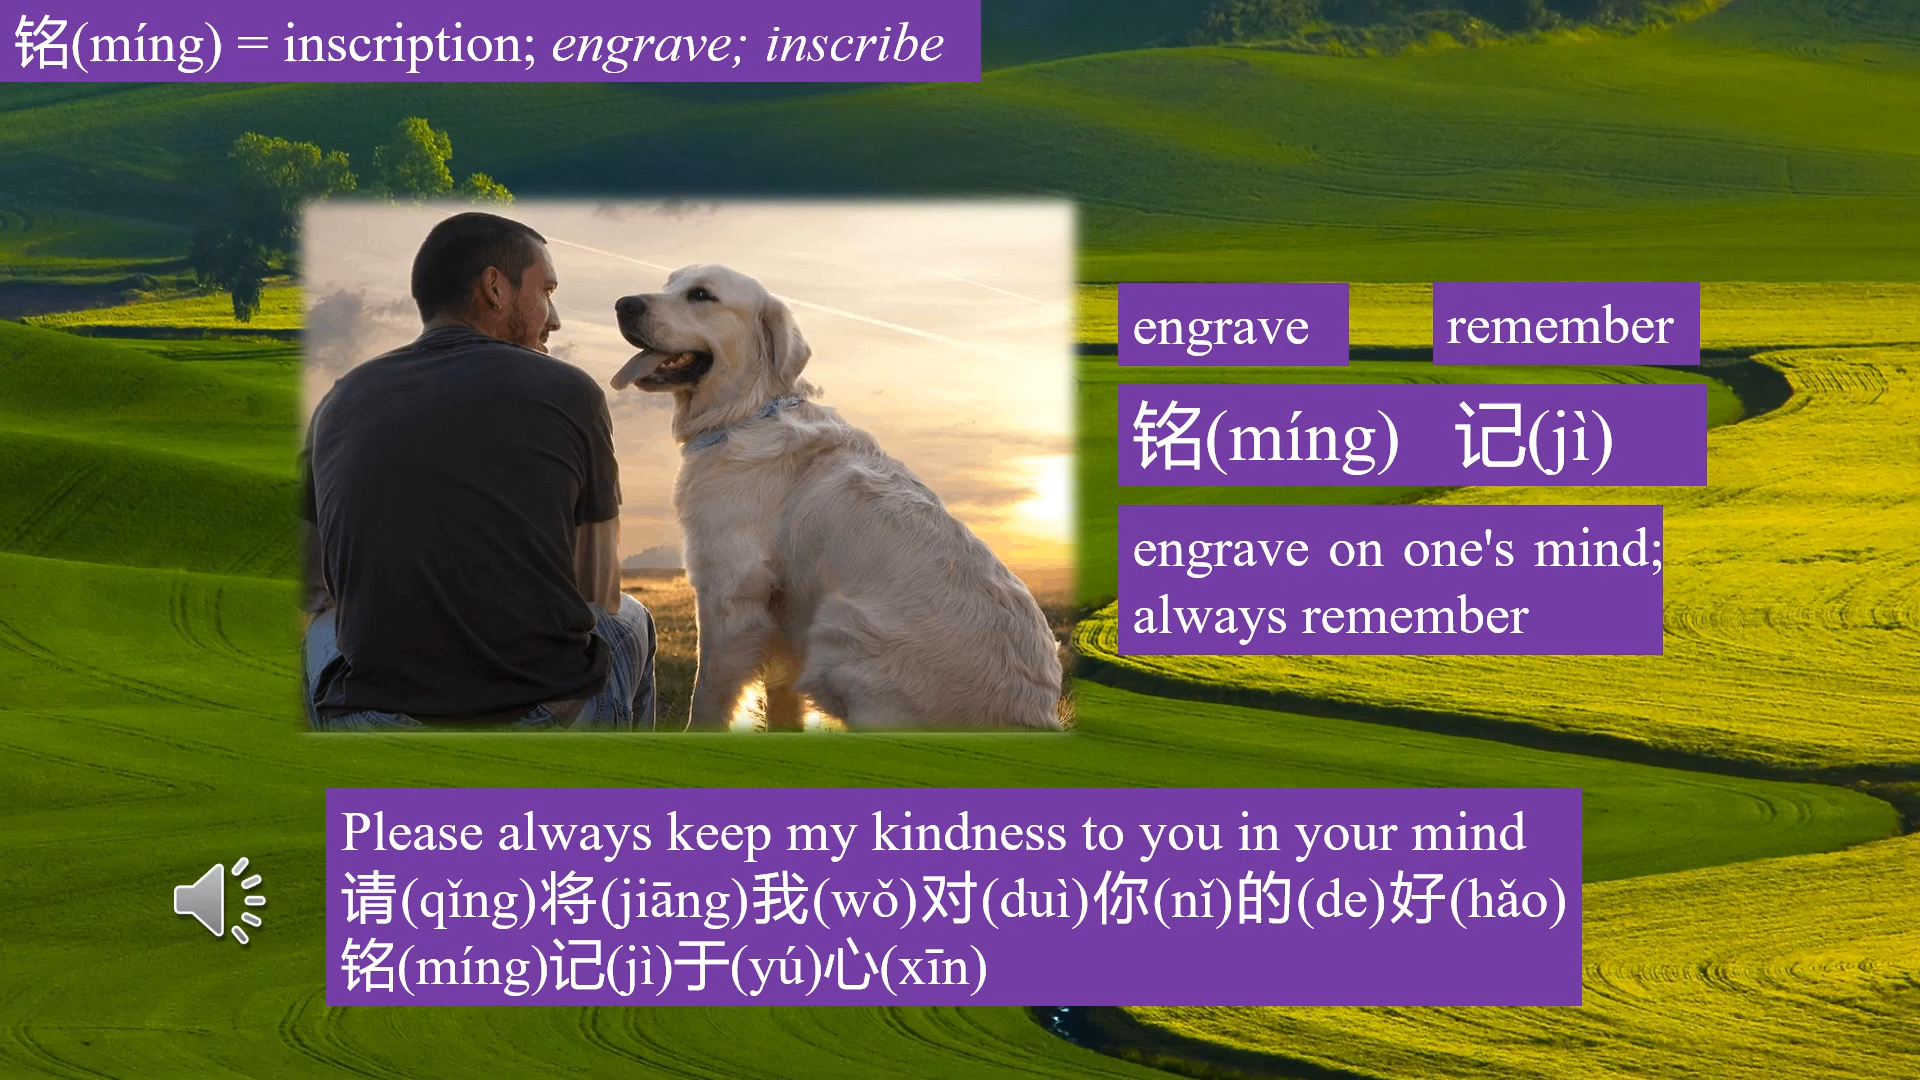 铭(míng) = inscription; engrave; inscribe
engrave
remember
铭(míng) 记(jì)
engrave on one's mind;
always remember
Please always keep my kindness to you in your mind
请(qǐng)将(jiāng)我(wǒ)对(duì)你(nǐ)的(de)好(hǎo)
铭(míng)记(jì)于(yú)心(xīn)